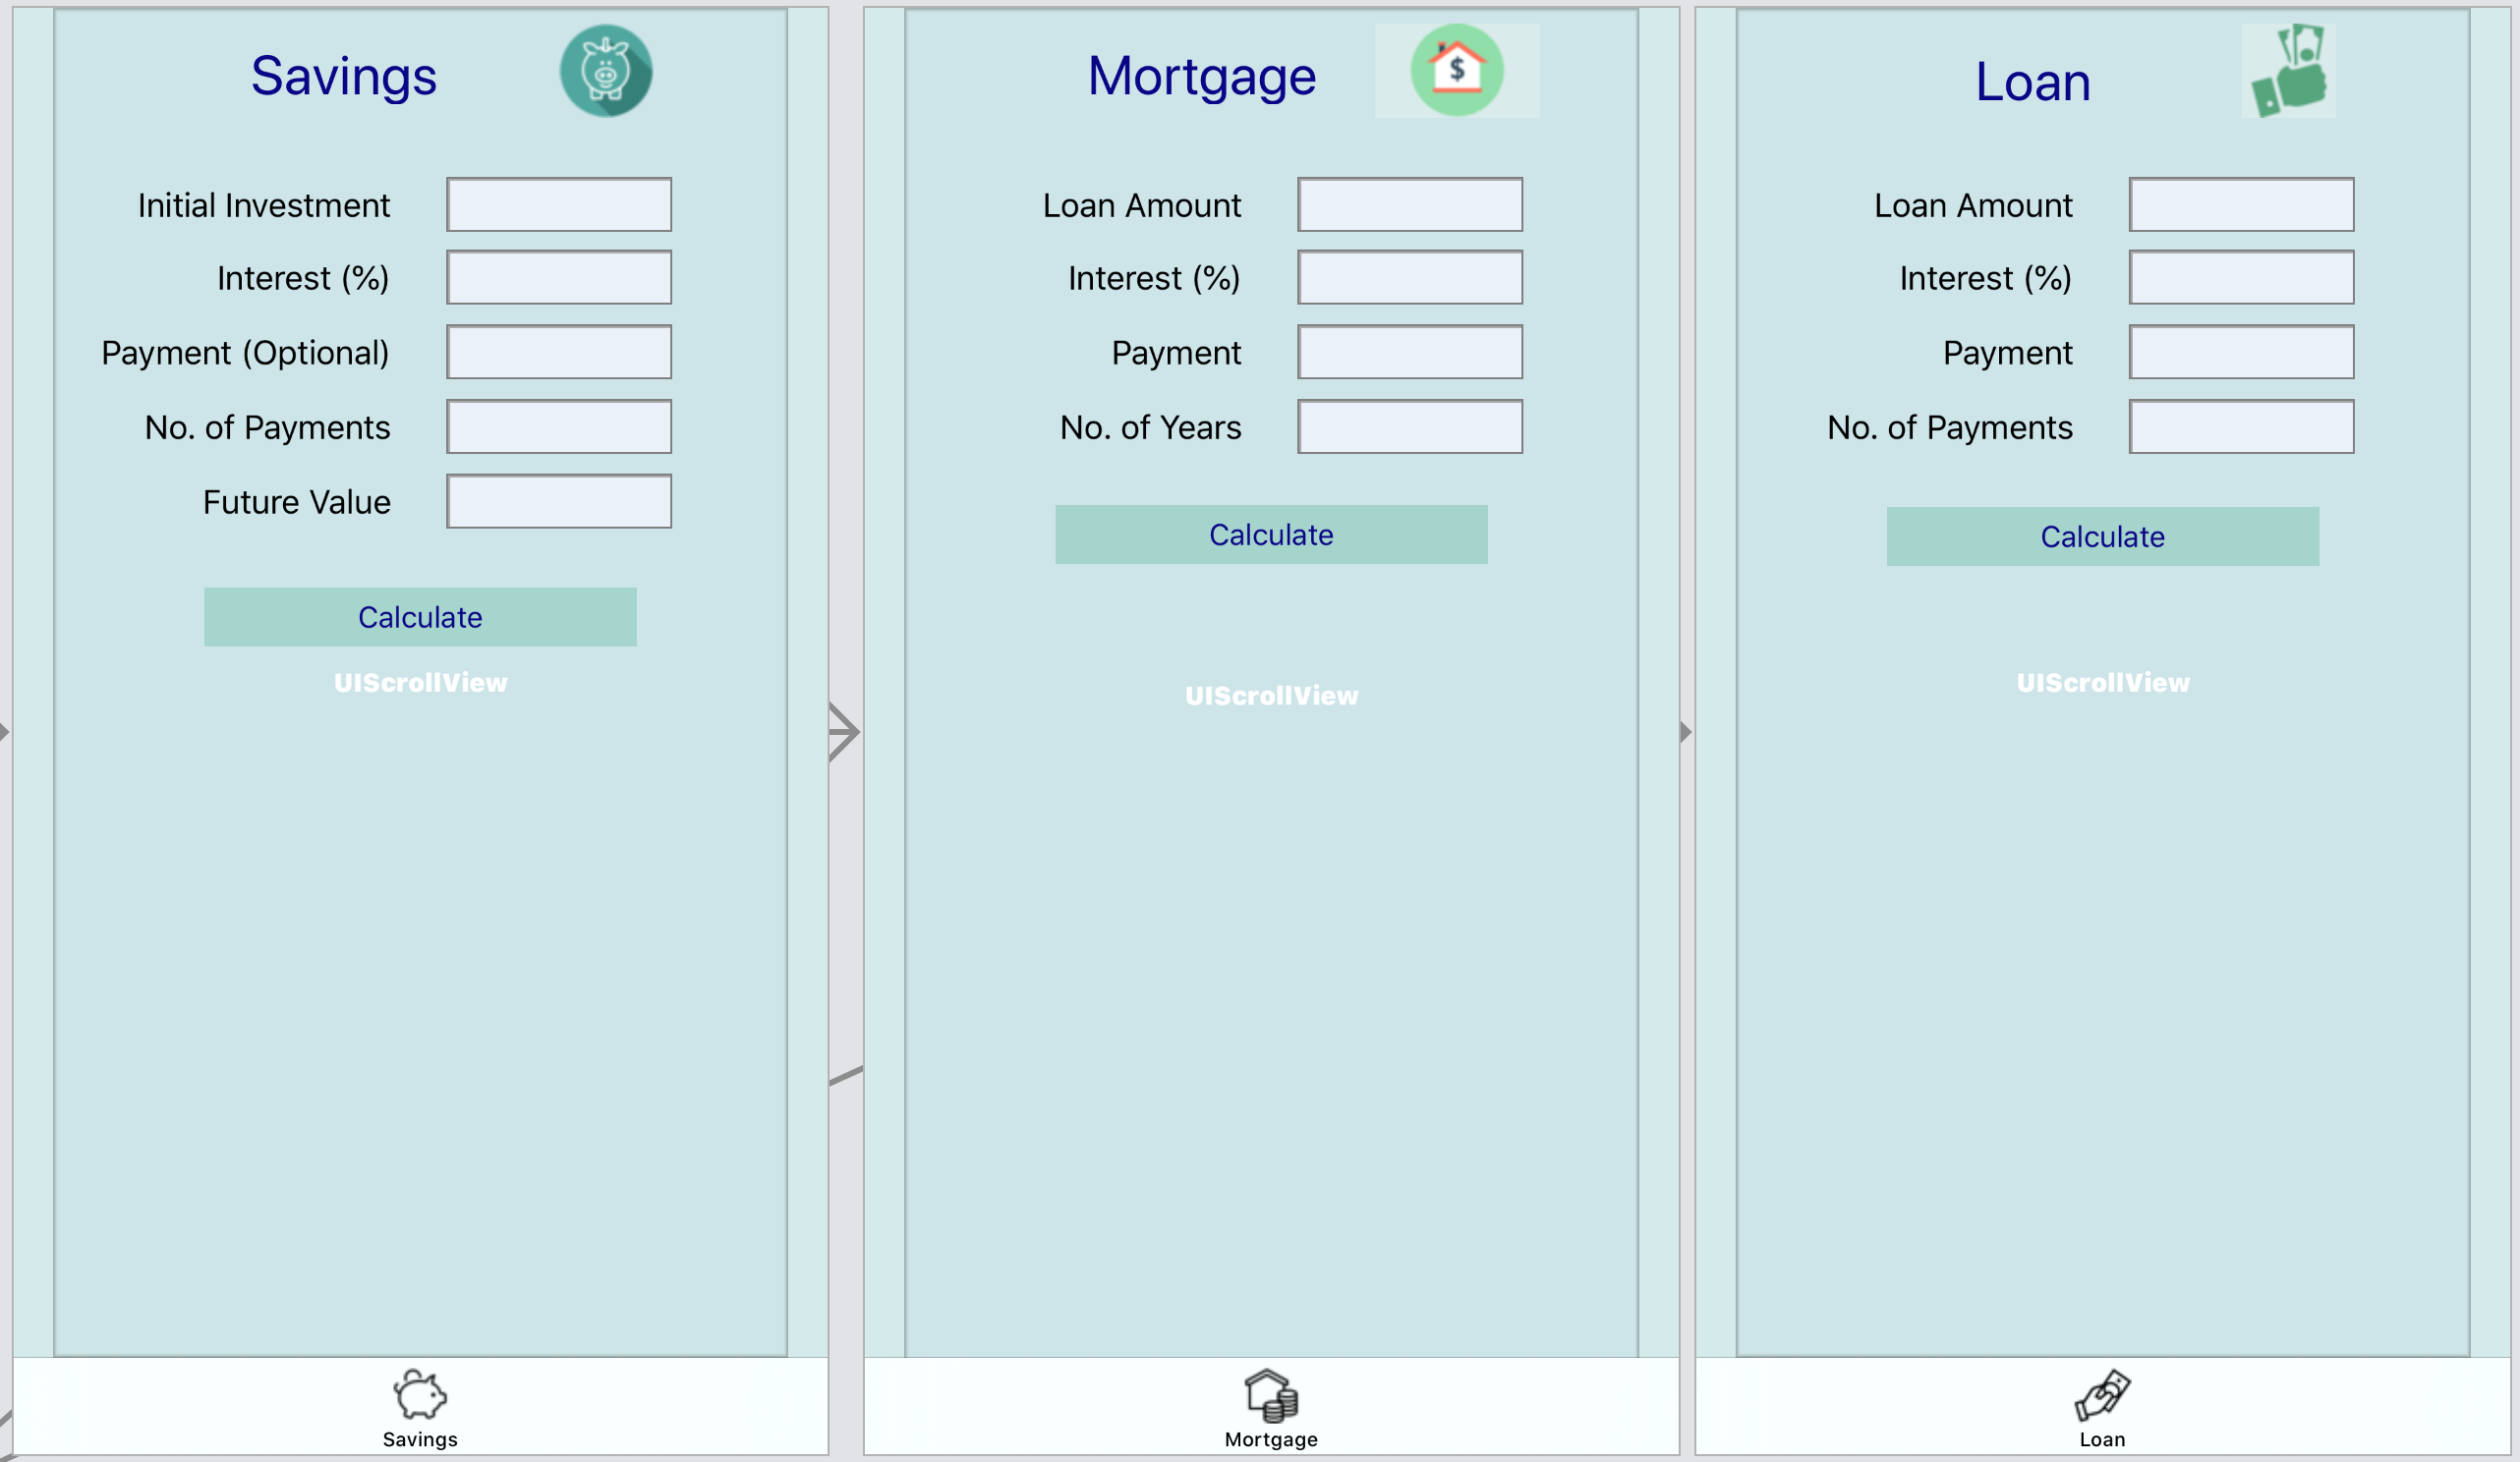 Savings
Initial Investment
Interest (%)
Payment (Optional)
No. of Payments
Future Value
Calculate
UIScrollView
Savings
Mortgage
$
Loan Amount
Interest (%)
Payment
No. of Years
Calculate
UIScrollView
Mortgage
Loan
Loan Amount
Interest (%)
Payment
No. of Payments
Calculate
UIScrollView
Loan